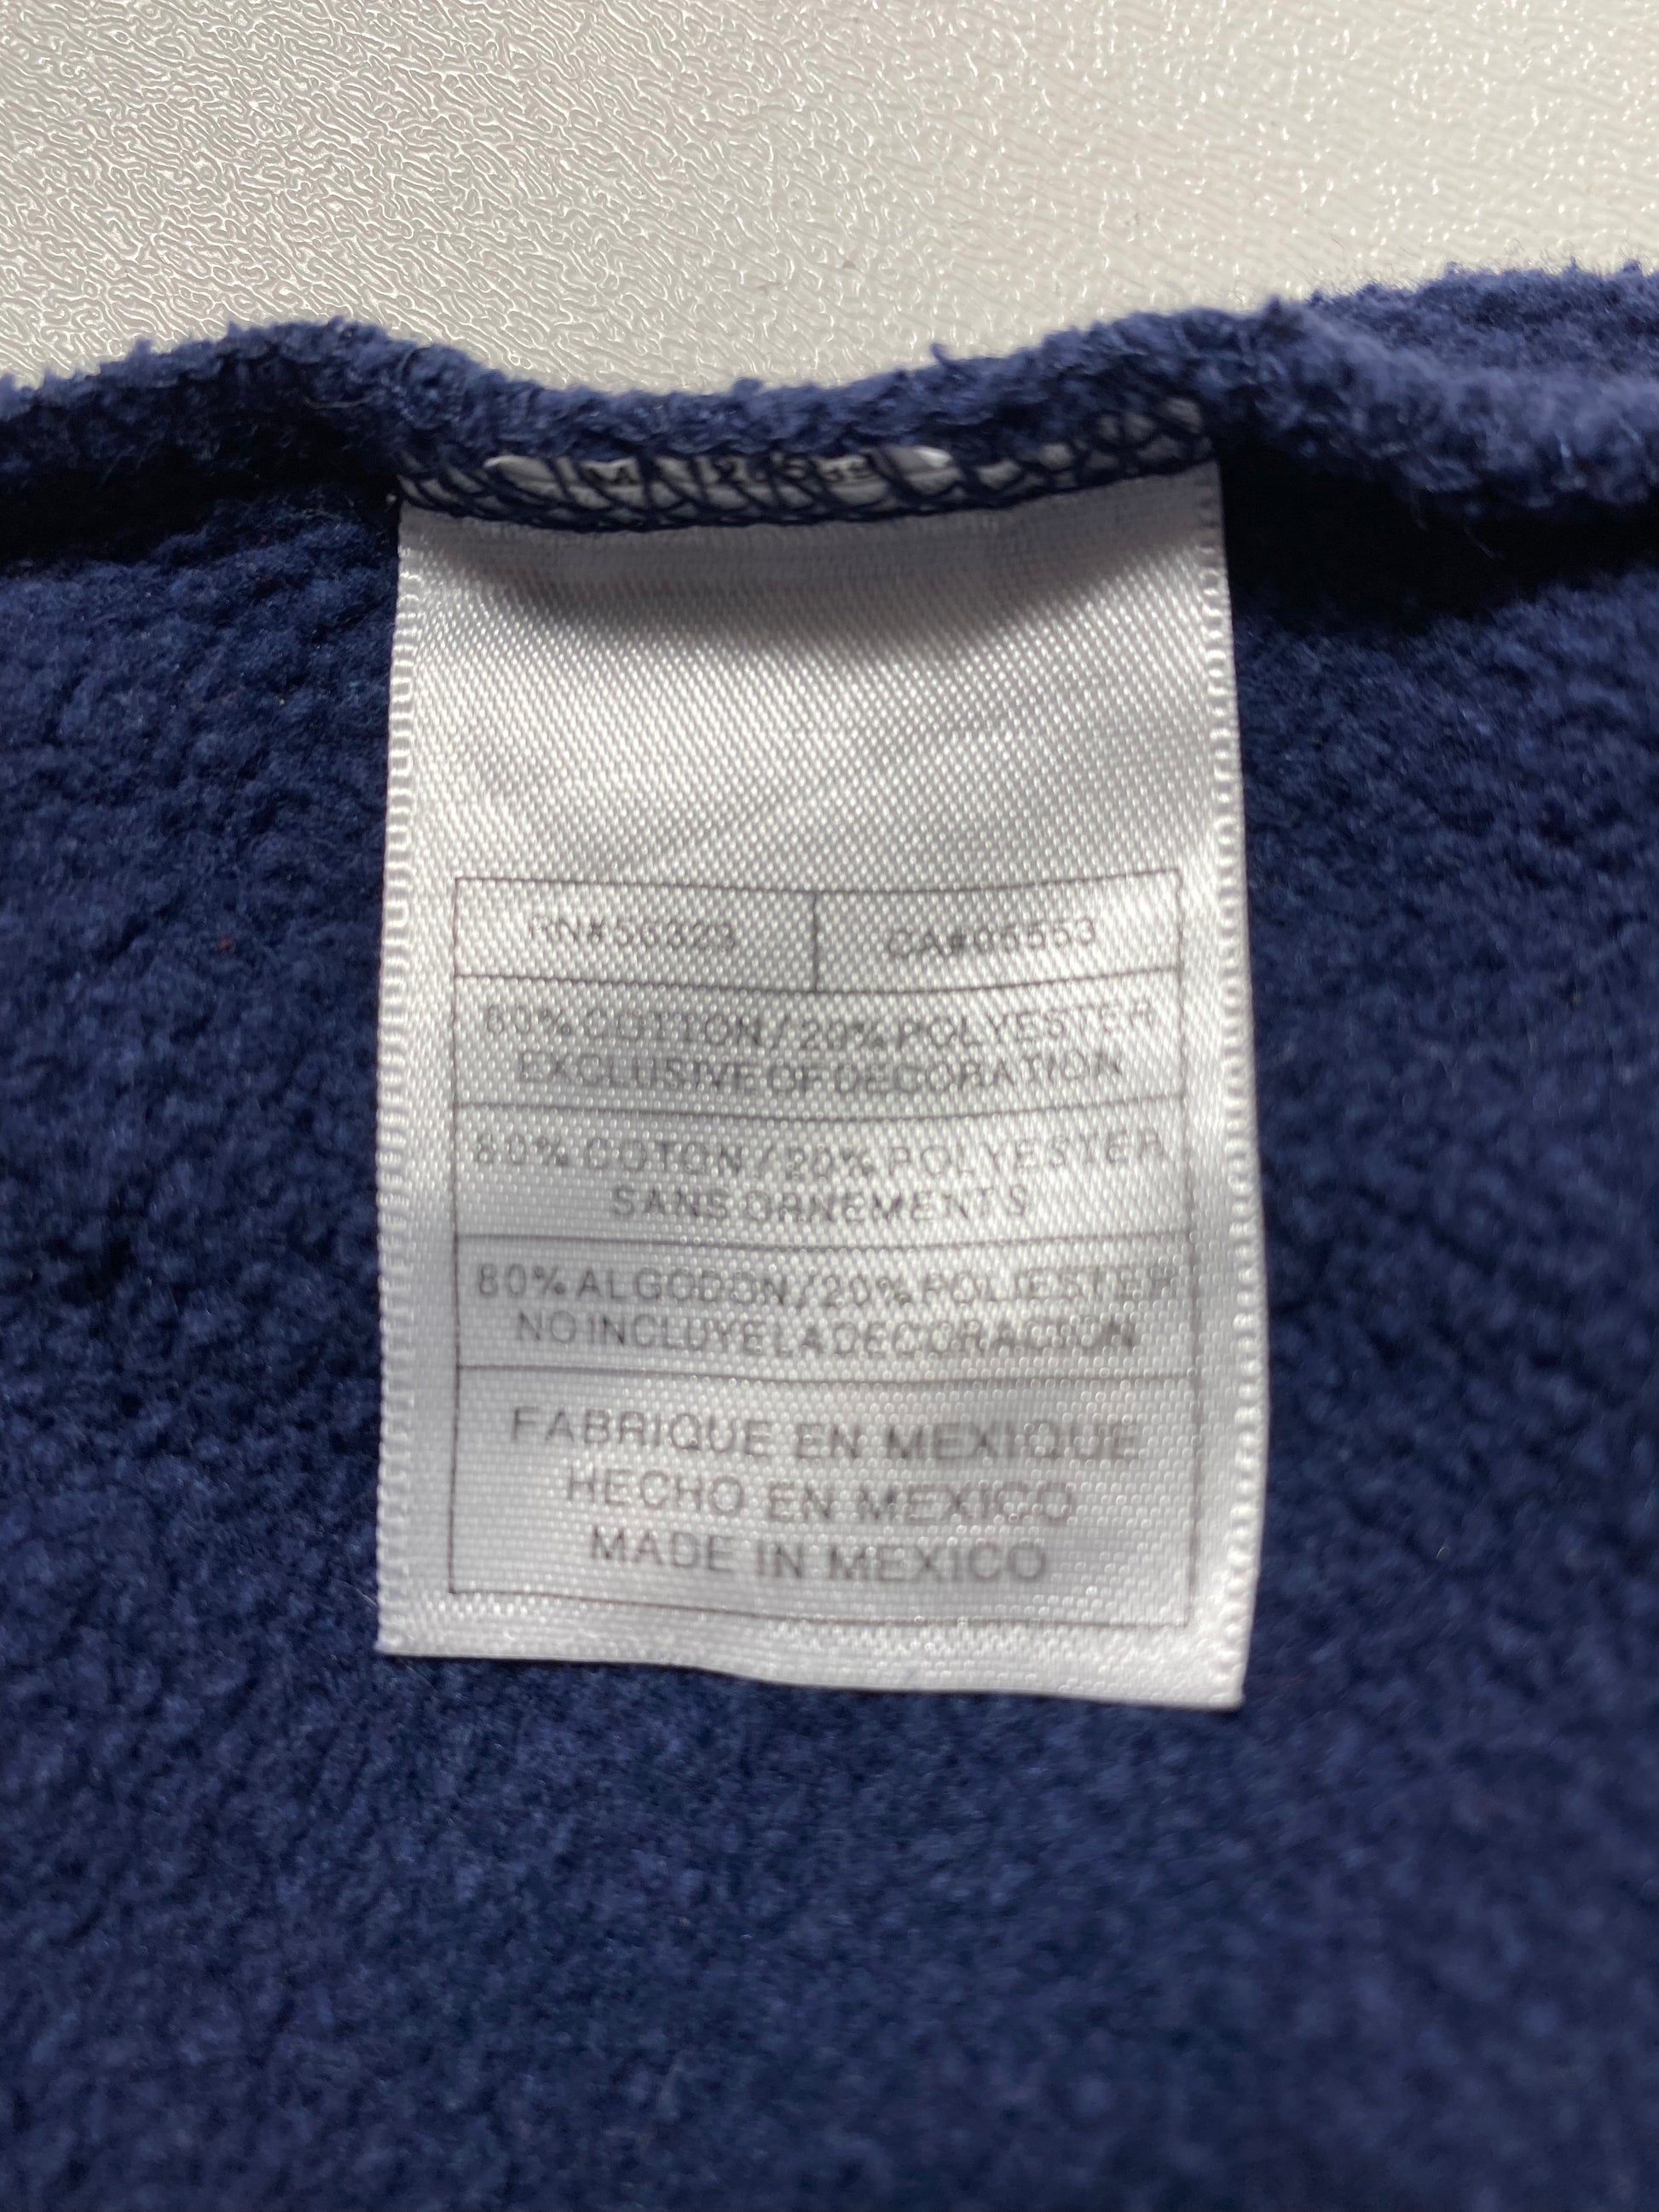 RN#56323 CA#05553
80% COTTON/20% POLYESTER
EXCLUSIVE OF DECORATION
80% COTON/20% POLYESTER
SANS ORNEMENTS
80% ALGODON/20% POLIESTER
NO INCLUYE LA DECORACION
FABRIQUE EN MEXIQUE
HECHO EN MEXICO
MADE IN MEXICO